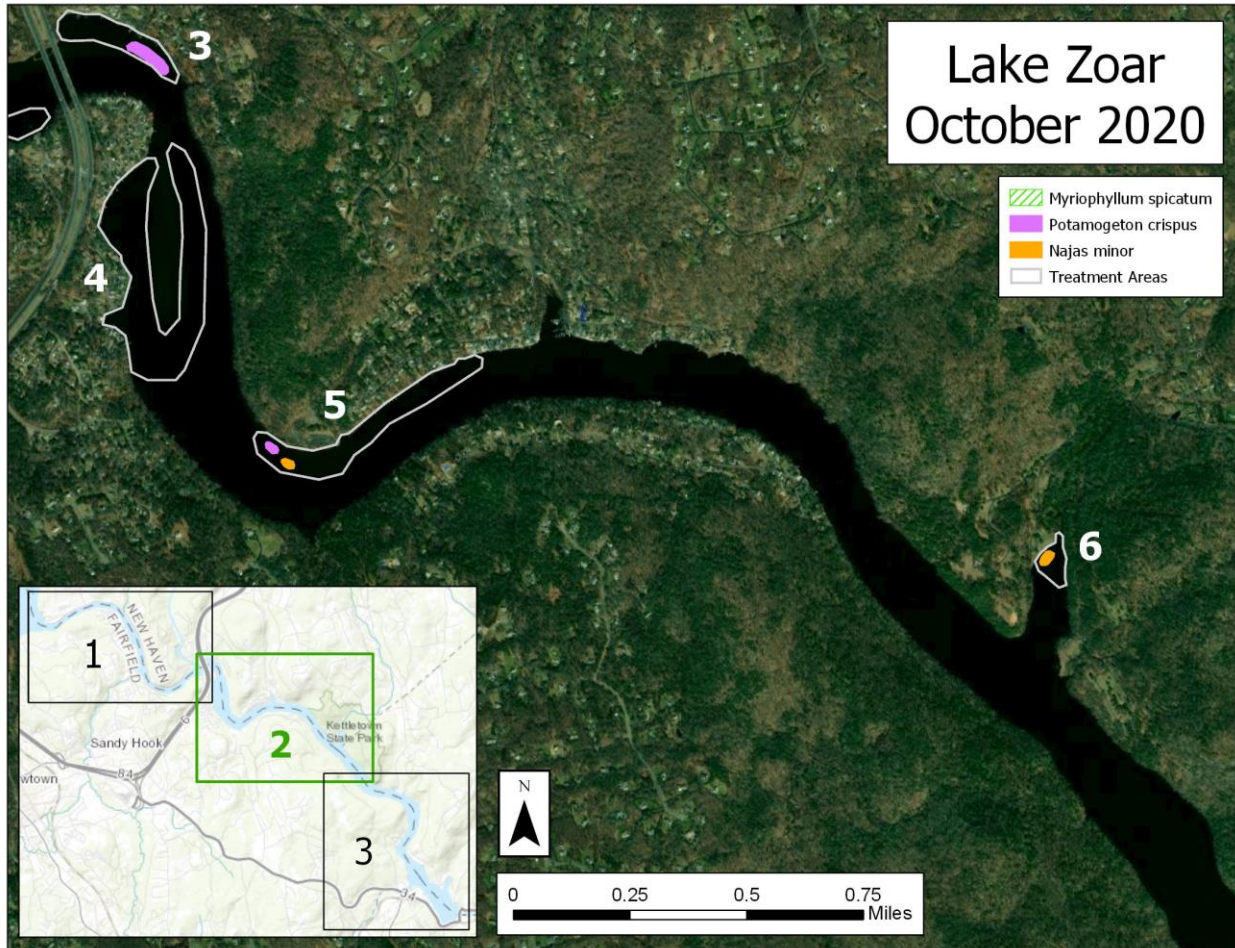 Lake Zoar
October 2020
Myriophyllum spicatum
Potamogeton crispus
Najas minor
Treatment Areas
3
4
5
6
NEW HAVEN
FAIRFIELD
1
6
Kettletown
State Park
2
Sandy Hook
wtown
84
3
34
N
0
0.25
0.5
0.75
Miles